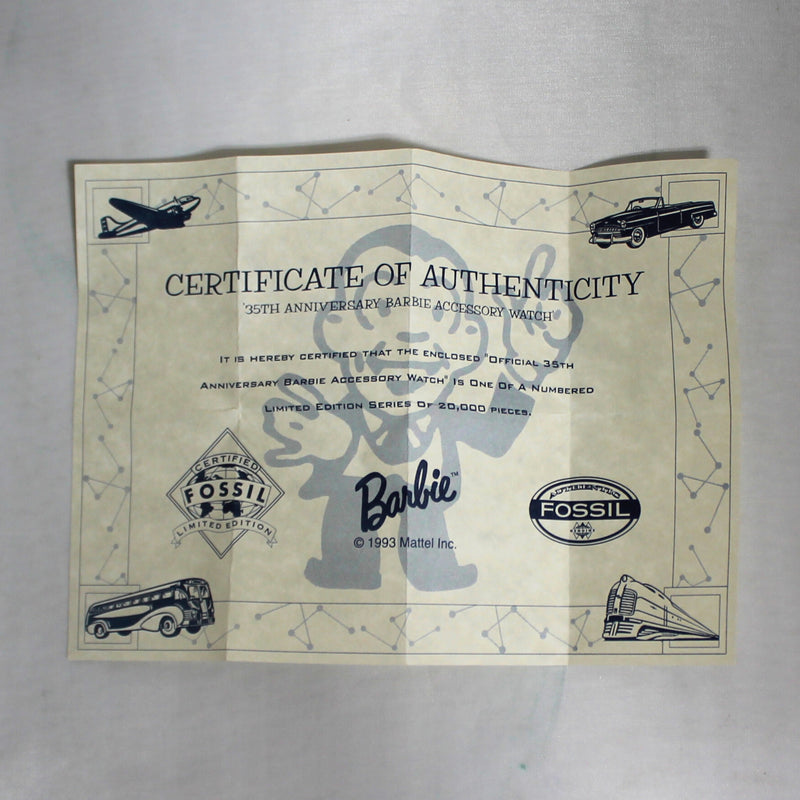 CERTIFICATE OF AUTHENTICITY
'35TH ANNIVERSARY BARBIE ACCESSORY WATCH'
IT IS HEREBY CERTIFIED THAT THE ENCLOSED "OFFICIAL 35TH
ANNIVERSARY BARBIE ACCESSORY WATCH" IS ONE OF A NUMBERED
LIMITED EDITION SERIES OF 20,000 PIECES.
CERTIFIED
FOSSIL
LIMITED EDITION
Barbie™
© 1993 Mattel Inc.
AUTHENTIC
FOSSIL